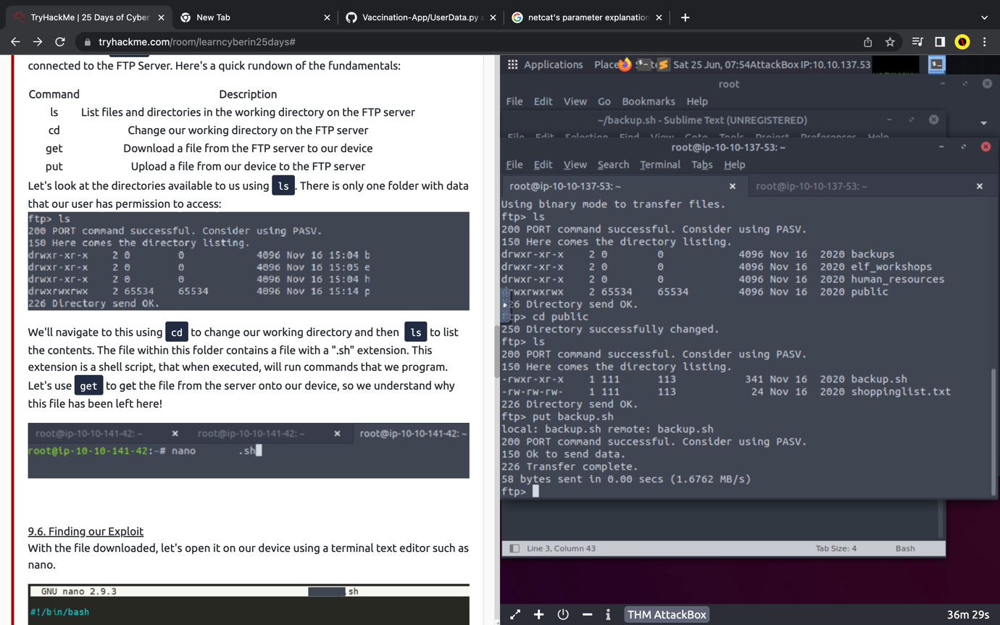 TryHackMe | 25 Days of Cyber
New Tab
Vaccination-App/UserData.py a
netcat's parameter explanation
tryhackme.com/room/learncyberin25days#
connected to the FTP Server. Here's a quick rundown of the fundamentals:
Command Description
ls List files and directories in the working directory on the FTP server
cd Change our working directory on the FTP server
get Download a file from the FTP server to our device
put Upload a file from our device to the FTP server
Let's look at the directories available to us using ls. There is only one folder with data
that our user has permission to access:
ftp> ls
200 PORT command successful. Consider using PASV.
150 Here comes the directory listing.
drwxr-xr-x 2 0 0 4096 Nov 16 15:04 b
drwxr-xr-x 2 0 0 4096 Nov 16 15:05 e
drwxr-xr-x 2 0 0 4096 Nov 16 15:04 h
drwxrwxrwx 2 65534 65534 4096 Nov 16 15:14 p
226 Directory send OK.
We'll navigate to this using cd to change our working directory and then ls to list
the contents. The file within this folder contains a file with a ".sh" extension. This
extension is a shell script, that when executed, will run commands that we program.
Let's use get to get the file from the server onto our device, so we understand why
this file has been left here!
root@ip-10-10-141-42: ~ × root@ip-10-10-141-42: ~ × root@ip-10-10-141-42: ~
root@ip-10-10-141-42:~# nano .sh
9.6. Finding our Exploit
With the file downloaded, let's open it on our device using a terminal text editor such as
nano.
GNU nano 2.9.3 .sh
#!/bin/bash
Applications Place Sat 25 Jun, 07:54 AttackBox IP:10.10.137.53
root
File Edit View Go Bookmarks Help
~/backup.sh - Sublime Text (UNREGISTERED)
File Edit Selection Find View Goto Tools Project Preferences Help
root@ip-10-10-137-53: ~
File Edit View Search Terminal Tabs Help
root@ip-10-10-137-53: ~ × root@ip-10-10-137-53: ~ ×
Using binary mode to transfer files.
ftp> ls
200 PORT command successful. Consider using PASV.
150 Here comes the directory listing.
drwxr-xr-x 2 0 0 4096 Nov 16 2020 backups
drwxr-xr-x 2 0 0 4096 Nov 16 2020 elf_workshops
drwxr-xr-x 2 0 0 4096 Nov 16 2020 human_resources
rwxrwxrwx 2 65534 65534 4096 Nov 16 2020 public
26 Directory send OK.
tp> cd public
250 Directory successfully changed.
ftp> ls
200 PORT command successful. Consider using PASV.
150 Here comes the directory listing.
-rwxr-xr-x 1 111 113 341 Nov 16 2020 backup.sh
-rw-rw-rw- 1 111 113 24 Nov 16 2020 shoppinglist.txt
226 Directory send OK.
ftp> put backup.sh
local: backup.sh remote: backup.sh
200 PORT command successful. Consider using PASV.
150 Ok to send data.
226 Transfer complete.
58 bytes sent in 0.00 secs (1.6762 MB/s)
ftp>
Line 3, Column 43 Tab Size: 4 Bash
THM AttackBox 36m 29s